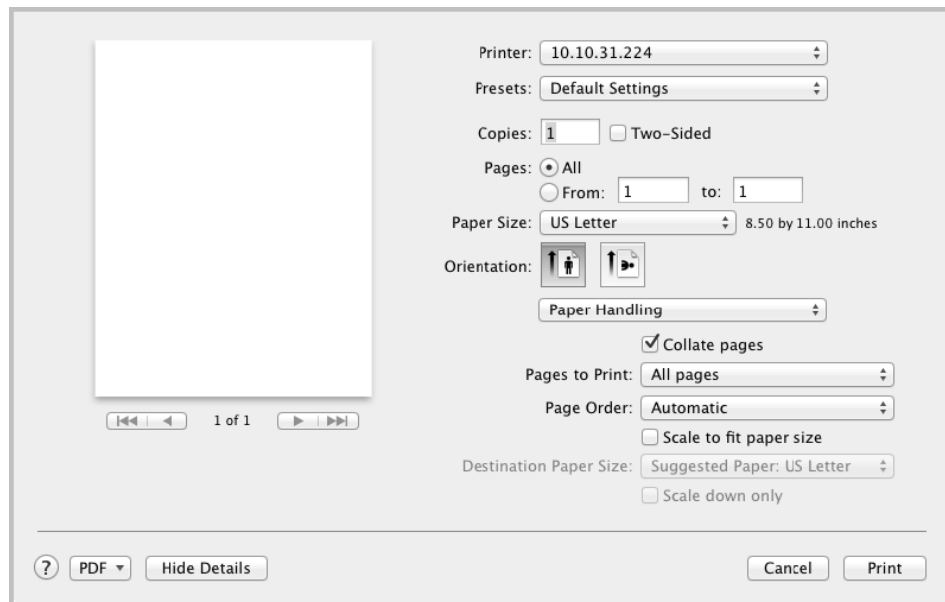 Printer: 10.10.31.224
Presets: Default Settings
Copies: 1 Two-Sided
Pages: All
From: 1 to: 1
Paper Size: US Letter 8.50 by 11.00 inches
Orientation:
Paper Handling
Collate pages
Pages to Print: All pages
1 of 1
Page Order: Automatic
Scale to fit paper size
Destination Paper Size: Suggested Paper: US Letter
Scale down only
? PDF Hide Details Cancel Print